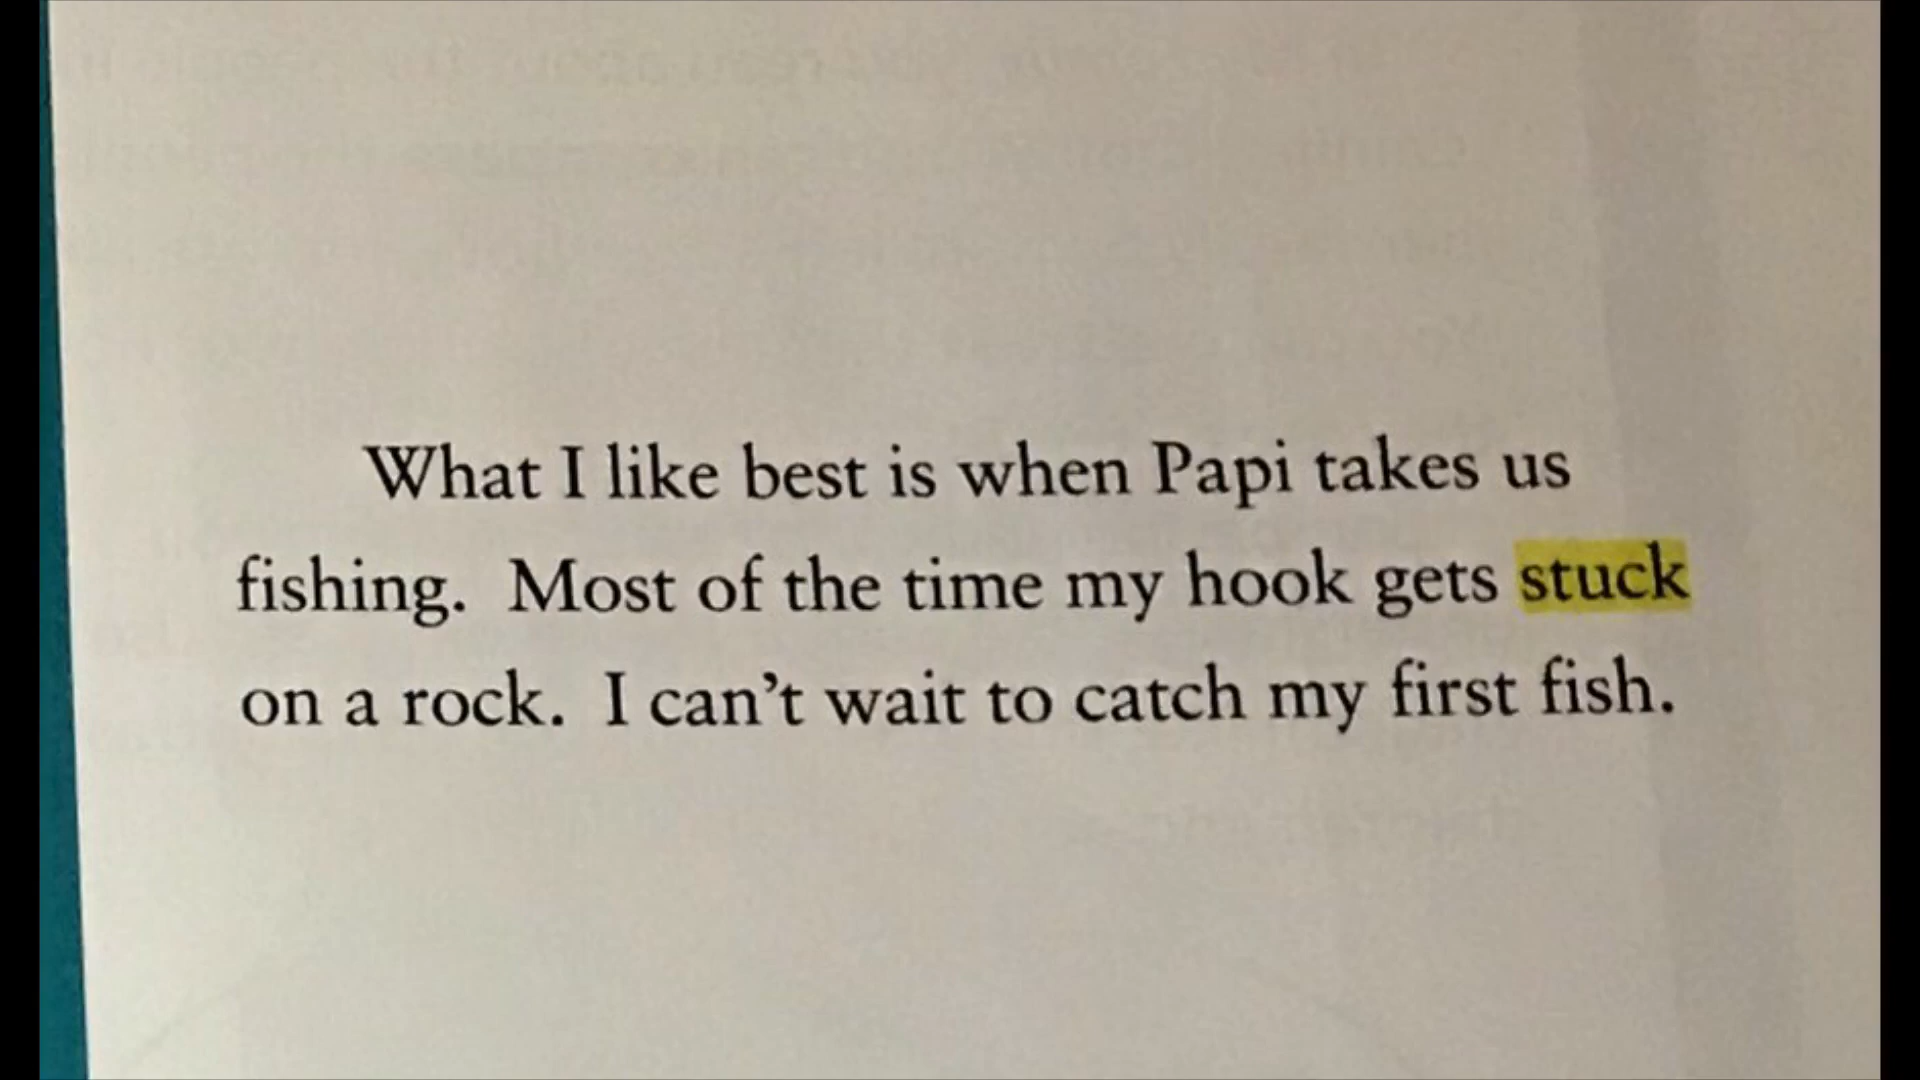 What I like best is when Papi takes us
fishing. Most of the time my hook gets stuck
on a rock. I can't wait to catch my first fish.